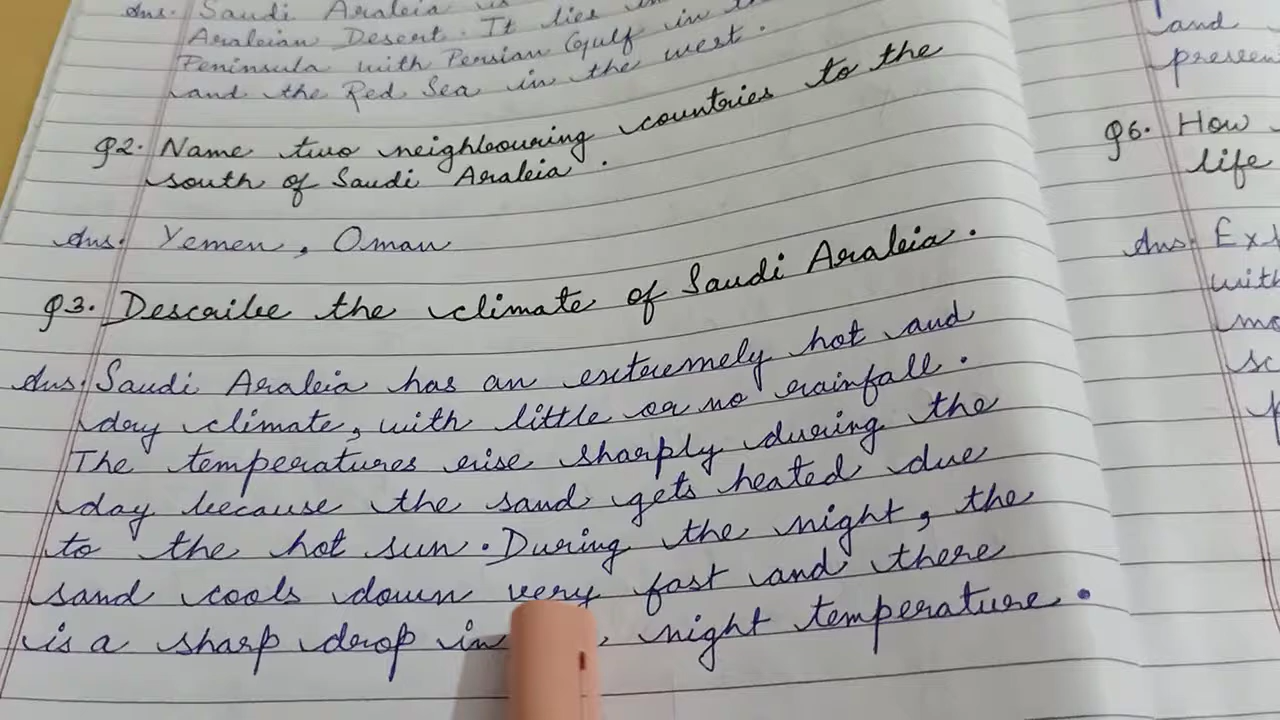 Ans. Saudi Arabia is
Arabian Desert. It lies in
Peninsula with Persian Gulf in
and the Red Sea in the west.
Q2. Name two neighbouring countries to the
south of Saudi Arabia.
Ans. Yemen, Oman
Q3. Describe the climate of Saudi Arabia.
Ans. Saudi Arabia has an extremely hot and
dry climate, with little or no rainfall.
The temperatures rise sharply during the
day because the sand gets heated due
to the hot sun. During the night, the
sand cools down very fast and there
is a sharp drop in night temperature.
and
Q6. How
life
Ans.
with